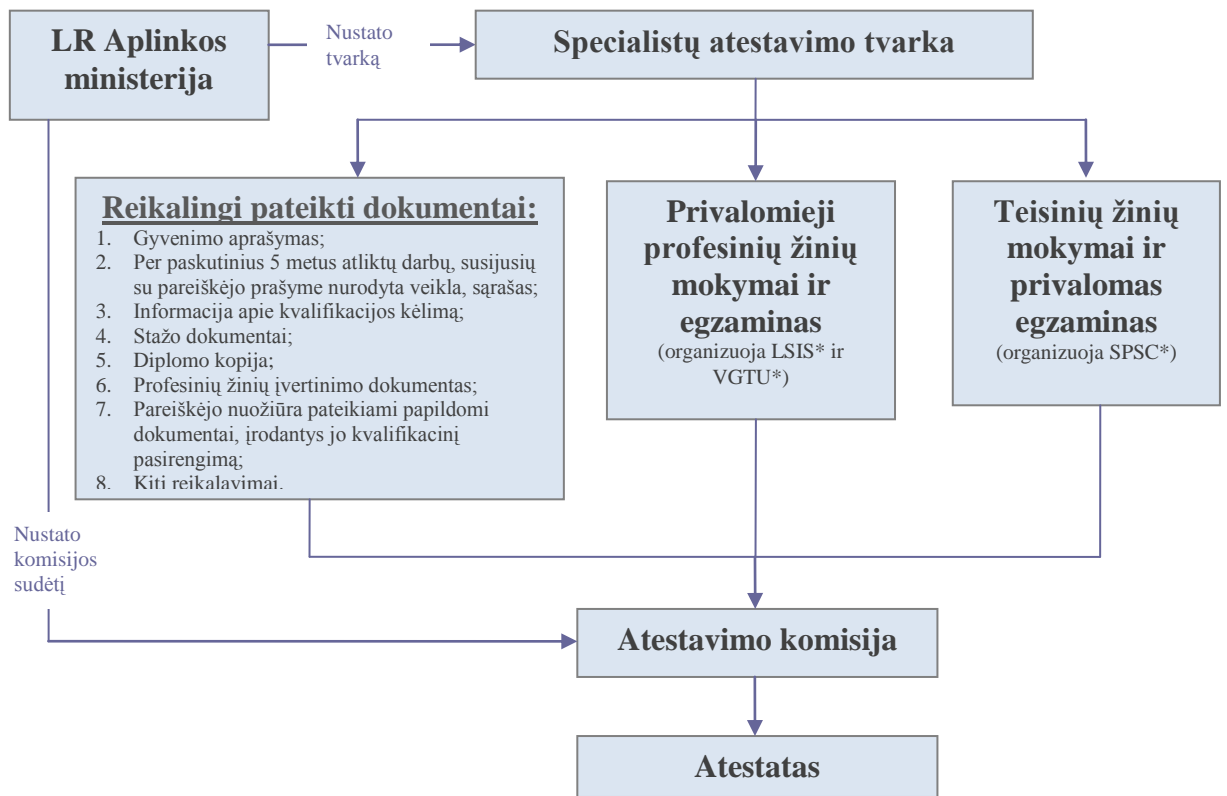 LR Aplinkos
ministerija
Nustato
tvarką
Specialistų atestavimo tvarka
Reikalingi pateikti dokumentai:
1. Gyvenimo aprašymas;
2. Per paskutinius 5 metus atliktų darbų, susijusių
su pareiškėjo prašyme nurodyta veikla, sąrašas;
3. Informacija apie kvalifikacijos kėlimą;
4. Stažo dokumentai;
5. Diplomo kopija;
6. Profesinių žinių įvertinimo dokumentas;
7. Pareiškėjo nuožiūra pateikiami papildomi
dokumentai, įrodantys jo kvalifikacinį
pasirengimą;
8. Kiti reikalavimai.
Privalomieji
profesinių žinių
mokymai ir
egzaminas
(organizuoja LSIS* ir
VGTU*)
Teisinių žinių
mokymai ir
privalomas
egzaminas
(organizuoja SPSC*)
Nustato
komisijos
sudėtį
Atestavimo komisija
Atestatas